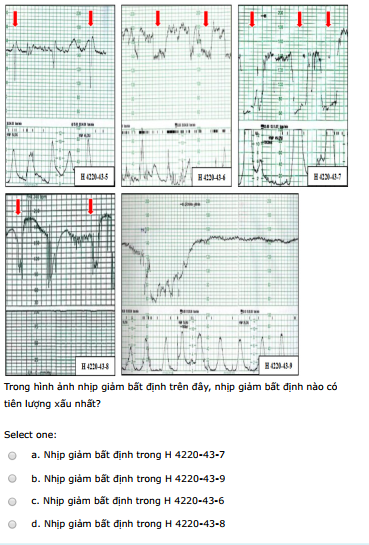 H 4220-43-5
H 4220-43-6
H 4220-43-7
H 4220-43-8
H 4220-43-9
Trong hình ảnh nhịp giảm bất định trên đây, nhịp giảm bất định nào có
tiên lượng xấu nhất?
Select one:
a. Nhịp giảm bất định trong H 4220-43-7
b. Nhịp giảm bất định trong H 4220-43-9
c. Nhịp giảm bất định trong H 4220-43-6
d. Nhịp giảm bất định trong H 4220-43-8